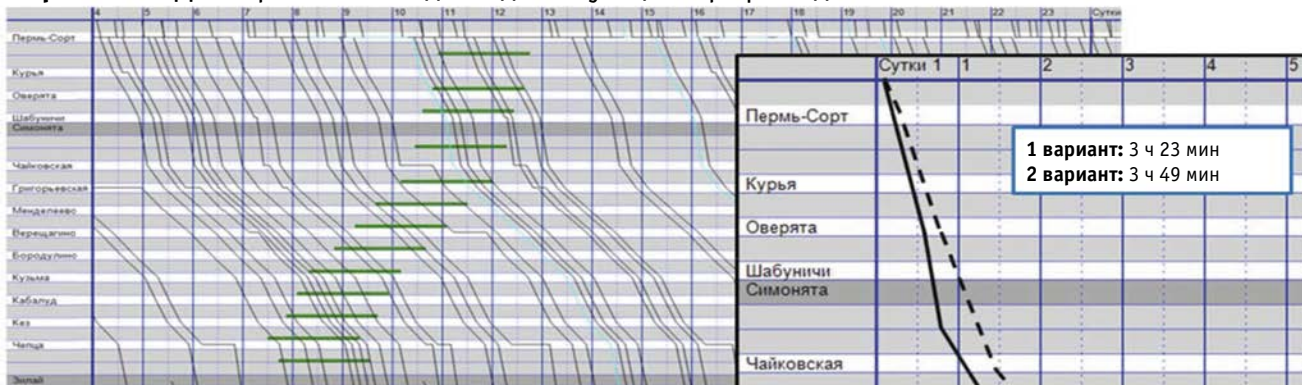 4 5 6 7 8 9 10 11 12 13 14 15 16 17 18 19 20 21 22 23 Сутки
Пермь-Сорт
Курья
Оверята
Шабуничи
Симонята
Чайковская
Григорьевская
Менделеево
Верещагино
Бородулино
Кузьма
Кабалуд
Кез
Чепца
Зилай
Сутки 1 1 2 3 4 5
Пермь-Сорт
Курья
Оверята
Шабуничи
Симонята
Чайковская
1 вариант: 3 ч 23 мин
2 вариант: 3 ч 49 мин